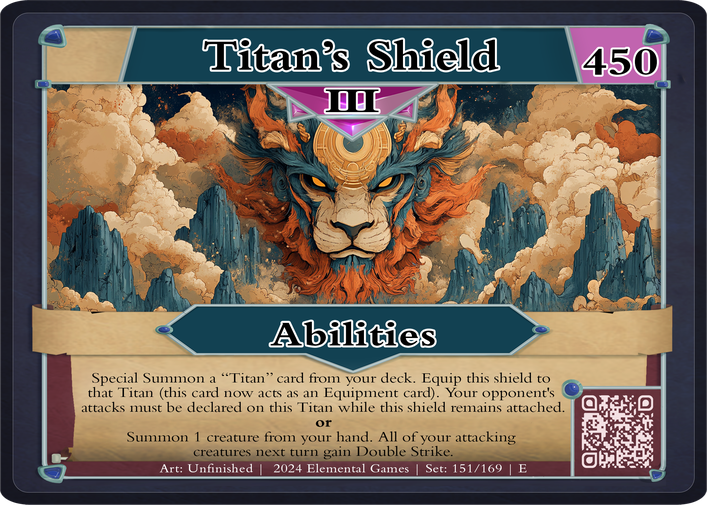 Titan's Shield
450
III
Abilities
Special Summon a “Titan” card from your deck. Equip this shield to
that Titan (this card now acts as an Equipment card). Your opponent's
attacks must be declared on this Titan while this shield remains attached.
or
Summon 1 creature from your hand. All of your attacking
creatures next turn gain Double Strike.
Art: Unfinished | 2024 Elemental Games | Set: 151/169 | E